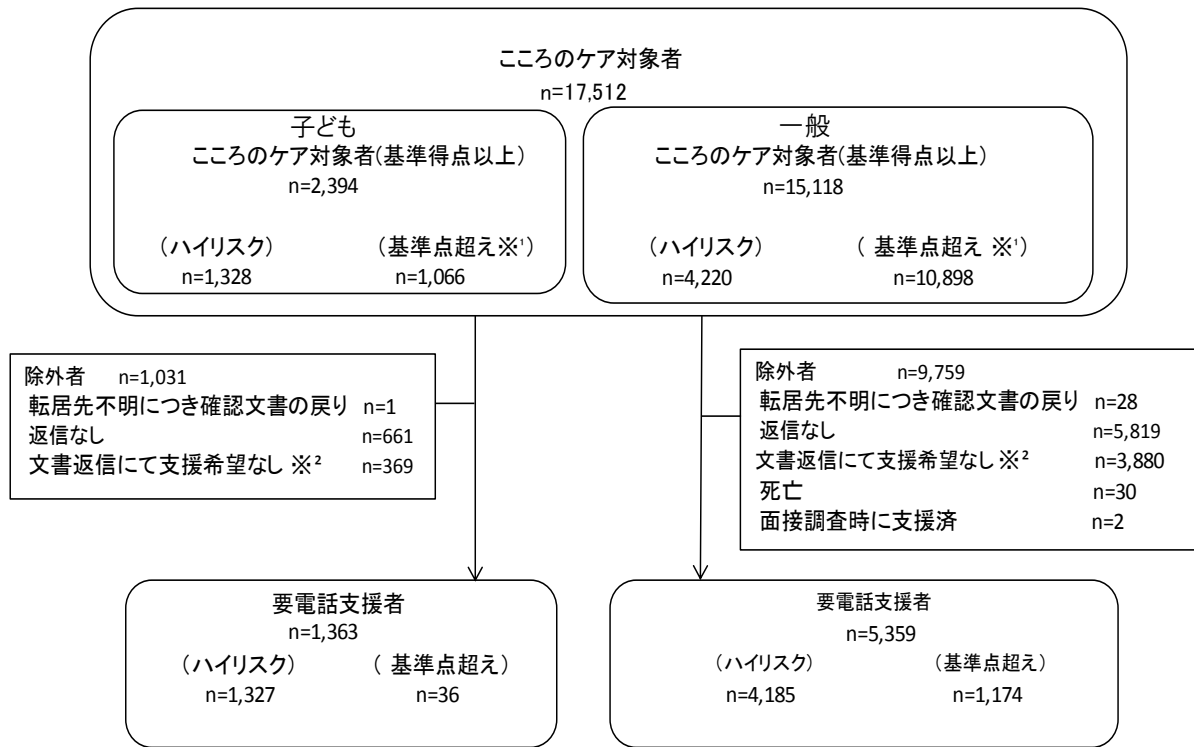 こころのケア対象者
n=17,512
子ども
こころのケア対象者(基準得点以上)
n=2,394
(ハイリスク) (基準点超え※¹)
n=1,328 n=1,066
一般
こころのケア対象者(基準得点以上)
n=15,118
(ハイリスク) ( 基準点超え ※¹)
n=4,220 n=10,898
除外者 n=1,031
転居先不明につき確認文書の戻り n=1
返信なし n=661
文書返信にて支援希望なし ※² n=369
除外者 n=9,759
転居先不明につき確認文書の戻り n=28
返信なし n=5,819
文書返信にて支援希望なし ※² n=3,880
死亡 n=30
面接調査時に支援済 n=2
要電話支援者
n=1,363
(ハイリスク) ( 基準点超え)
n=1,327 n=36
要電話支援者
n=5,359
(ハイリスク) (基準点超え)
n=4,185 n=1,174